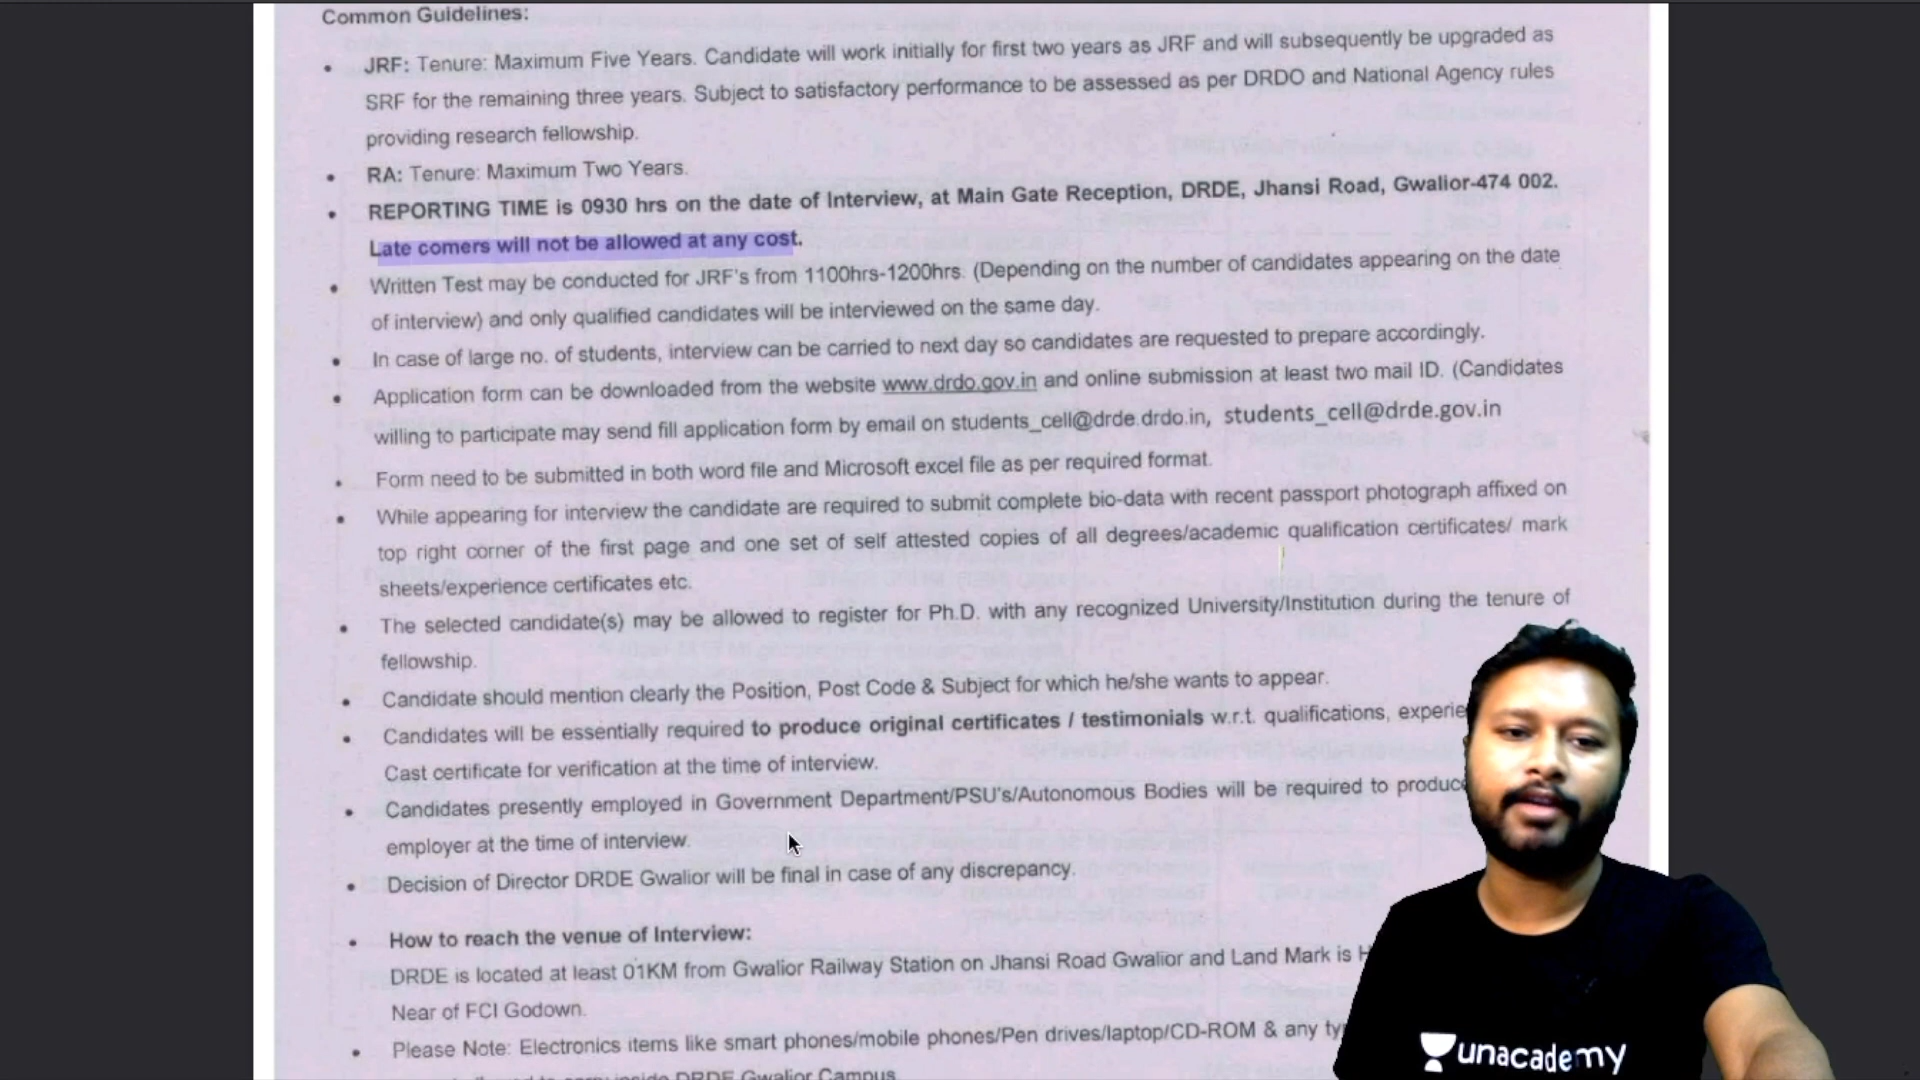 Common Guidelines:
• JRF: Tenure: Maximum Five Years. Candidate will work initially for first two years as JRF and will subsequently be upgraded as
SRF for the remaining three years. Subject to satisfactory performance to be assessed as per DRDO and National Agency rules
providing research fellowship.
• RA: Tenure: Maximum Two Years.
• REPORTING TIME is 0930 hrs on the date of Interview, at Main Gate Reception, DRDE, Jhansi Road, Gwalior-474 002.
Late comers will not be allowed at any cost.
• Written Test may be conducted for JRF's from 1100hrs-1200hrs. (Depending on the number of candidates appearing on the date
of interview) and only qualified candidates will be interviewed on the same day.
• In case of large no. of students, interview can be carried to next day so candidates are requested to prepare accordingly.
• Application form can be downloaded from the website www.drdo.gov.in and online submission at least two mail ID. (Candidates
willing to participate may send fill application form by email on students_cell@drde.drdo.in, students_cell@drde.gov.in
• Form need to be submitted in both word file and Microsoft excel file as per required format.
• While appearing for interview the candidate are required to submit complete bio-data with recent passport photograph affixed on
top right corner of the first page and one set of self attested copies of all degrees/academic qualification certificates/ mark
sheets/experience certificates etc.
• The selected candidate(s) may be allowed to register for Ph.D. with any recognized University/Institution during the tenure of
fellowship.
• Candidate should mention clearly the Position, Post Code & Subject for which he/she wants to appear.
• Candidates will be essentially required to produce original certificates / testimonials w.r.t. qualifications,
Cast certificate for verification at the time of interview.
• Candidates presently employed in Government Department/PSU's/Autonomous Bodies will be required to
employer at the time of interview.
• Decision of Director DRDE Gwalior will be final in case of any discrepancy.
• How to reach the venue of Interview:
DRDE is located at least 01KM from Gwalior Railway Station on Jhansi Road Gwalior and Land Mark is
Near of FCI Godown.
• Please Note: Electronics items like smart phones/mobile phones/Pen drives/laptop/CD-ROM & any
inside DRDE Gwalior Campus
unacademy